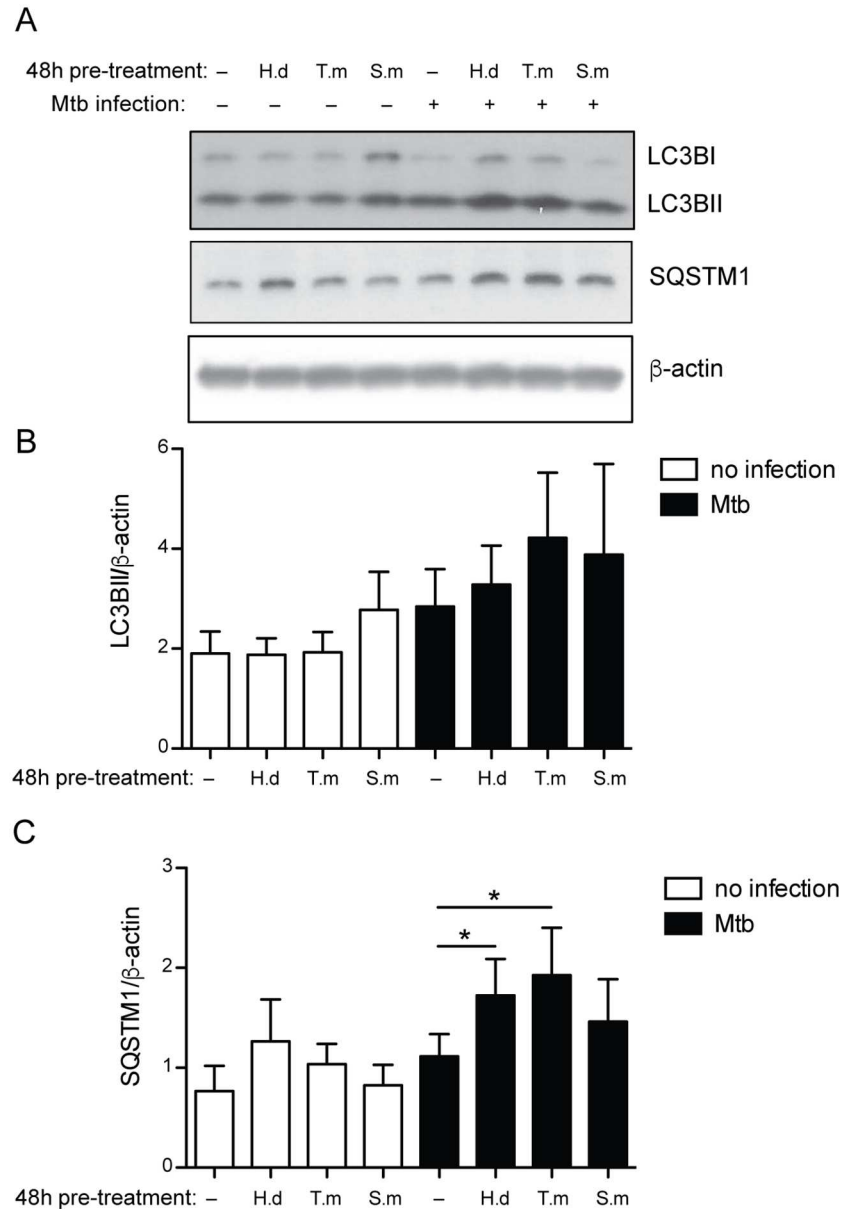 A
48h pre-treatment: – H.d T.m S.m – H.d T.m S.m
Mtb infection: – – – – + + + +
LC3BI
LC3BII
SQSTM1
β-actin
B
6
4
2
0
LC3BII/β-actin
no infection
Mtb
48h pre-treatment: – H.d T.m S.m – H.d T.m S.m
C
3
2
1
0
SQSTM1/β-actin
* 
*
no infection
Mtb
48h pre-treatment: – H.d T.m S.m – H.d T.m S.m